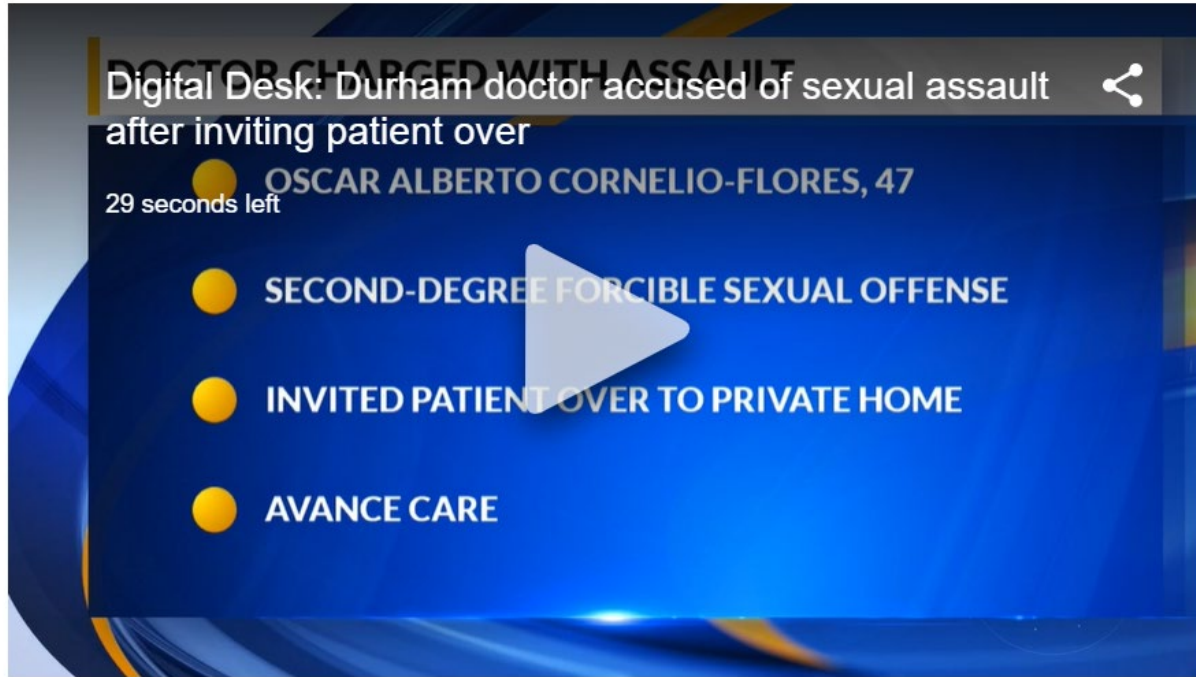 DOCTOR CHARGED WITH ASSAULT
Digital Desk: Durham doctor accused of sexual assault
after inviting patient over
OSCAR ALBERTO CORNELIO-FLORES, 47
29 seconds left
SECOND-DEGREE FORCIBLE SEXUAL OFFENSE
INVITED PATIENT OVER TO PRIVATE HOME
AVANCE CARE